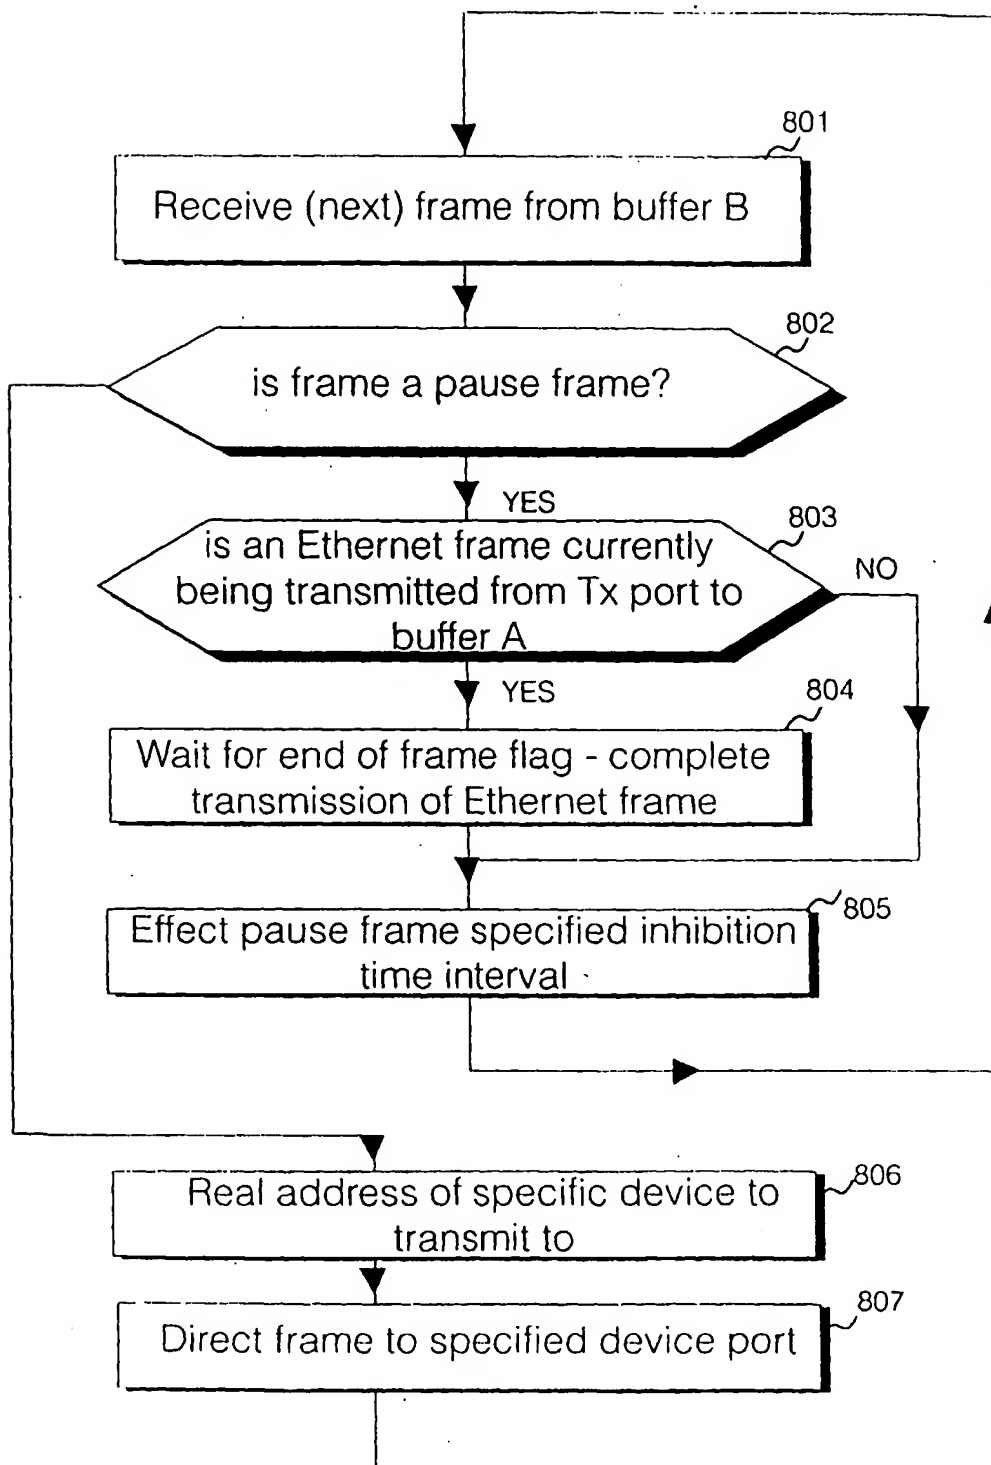 801
Receive (next) frame from buffer B
802
is frame a pause frame?
YES
803
is an Ethernet frame currently
being transmitted from Tx port to
buffer A
NO
YES
804
Wait for end of frame flag - complete
transmission of Ethernet frame
805
Effect pause frame specified inhibition
time interval
806
Real address of specific device to
transmit to
807
Direct frame to specified device port